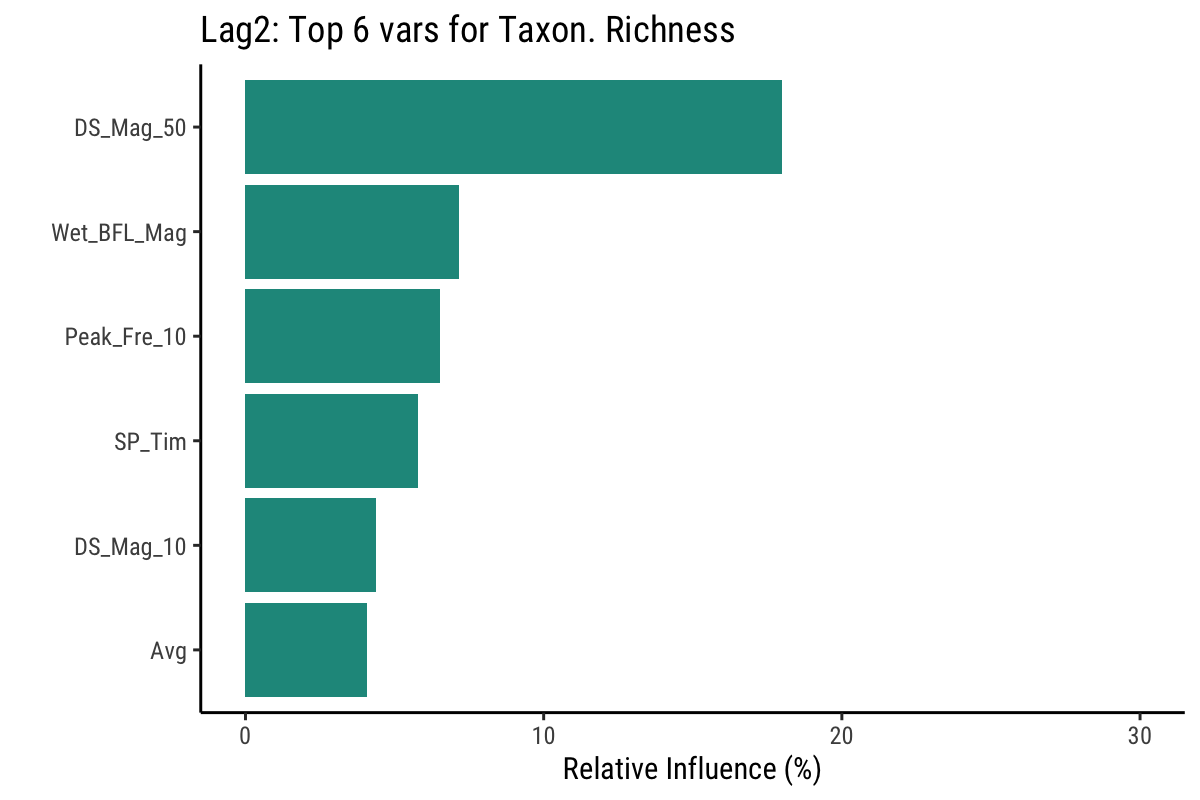 Lag2: Top 6 vars for Taxon. Richness
DS_Mag_50
Wet_BFL_Mag
Peak_Fre_10
SP_Tim
DS_Mag_10
Avg
0 10 20 30
Relative Influence (%)